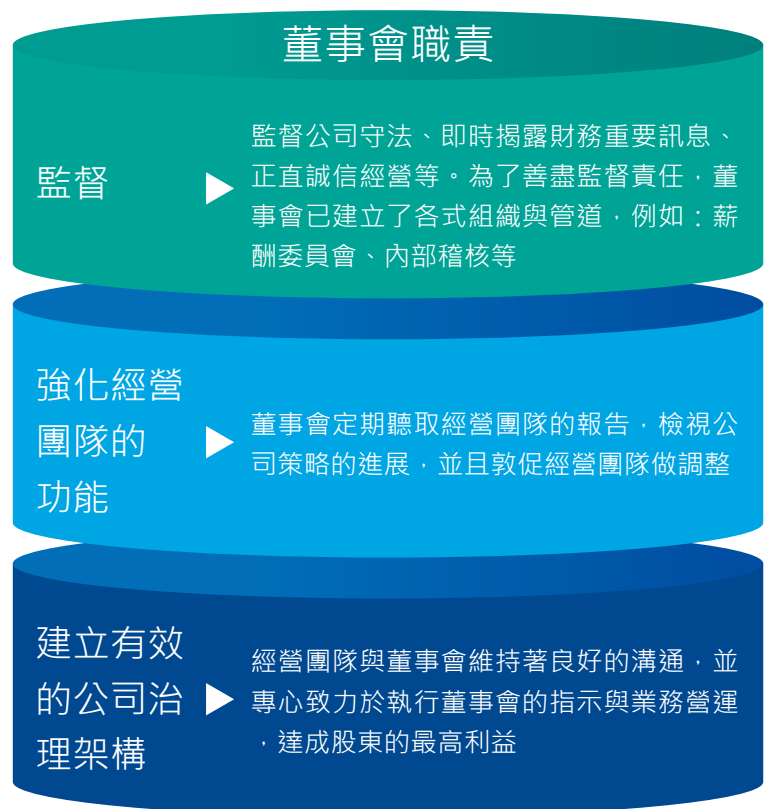 董事會職責
監督
監督公司守法、即時揭露財務重要訊息、
正直誠信經營等。為了善盡監督責任，董
事會已建立了各式組織與管道，例如：薪
酬委員會、內部稽核等
強化經營
團隊的
功能
董事會定期聽取經營團隊的報告，檢視公
司策略的進展，並且敦促經營團隊做調整
建立有效
的公司治
理架構
經營團隊與董事會維持著良好的溝通，並
專心致力於執行董事會的指示與業務營運
，達成股東的最高利益